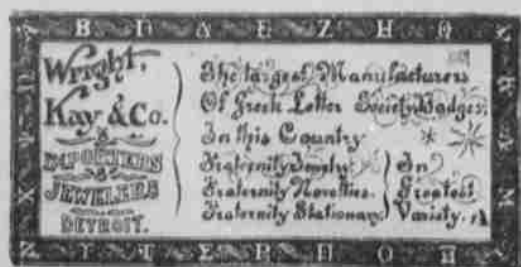 A B Γ Δ E Z H Θ
Wright,
Kay & Co.
IMPORTERS
&
JEWELERS
DETROIT.
The Largest Manufacturers
Of Greek Letter Society Badges,
In this Country
Fraternity Jewelry
Fraternity Novelties.
Fraternity Stationary.
In
Greatest
Variety.